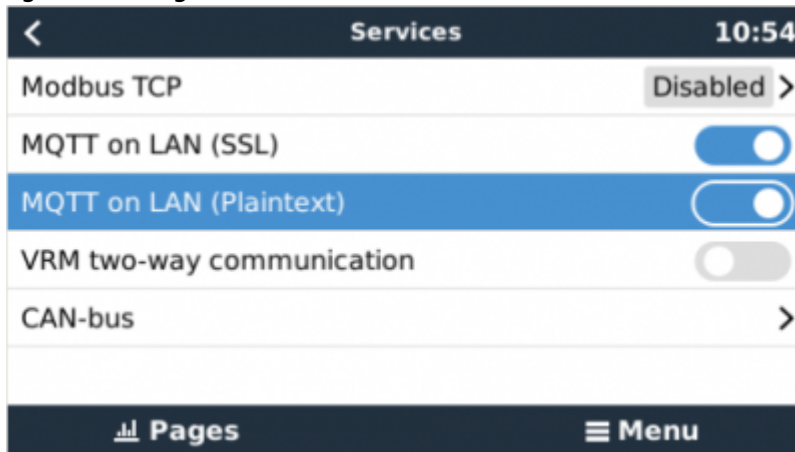 Services 10:54
Modbus TCP Disabled
MQTT on LAN (SSL)
MQTT on LAN (Plaintext)
VRM two-way communication
CAN-bus
Pages Menu